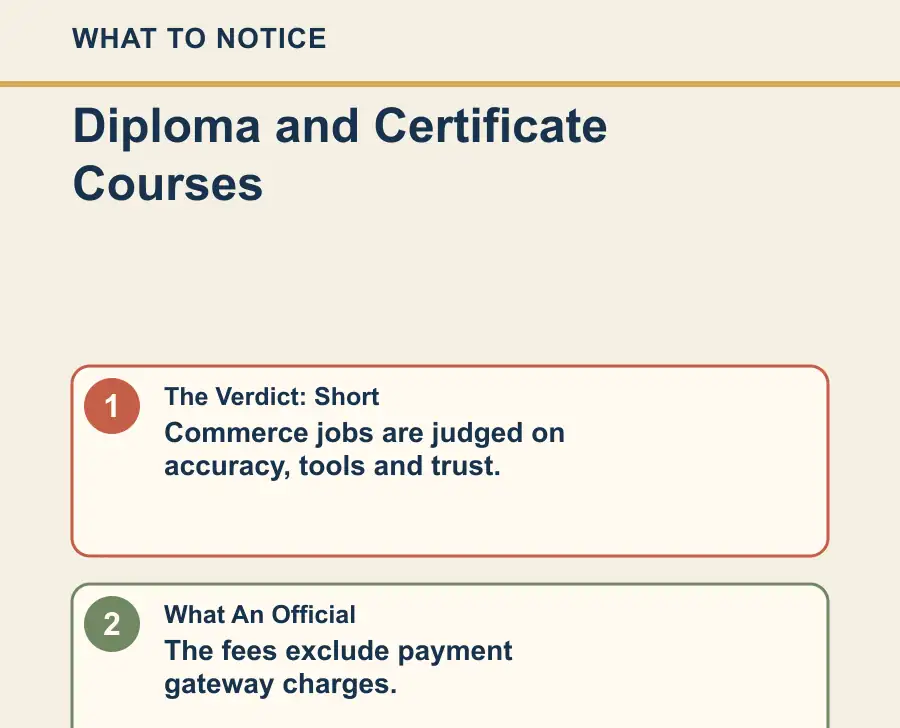 WHAT TO NOTICE
Diploma and Certificate
Courses
1
The Verdict: Short
Commerce jobs are judged on
accuracy, tools and trust.
2
What An Official
The fees exclude payment
gateway charges.